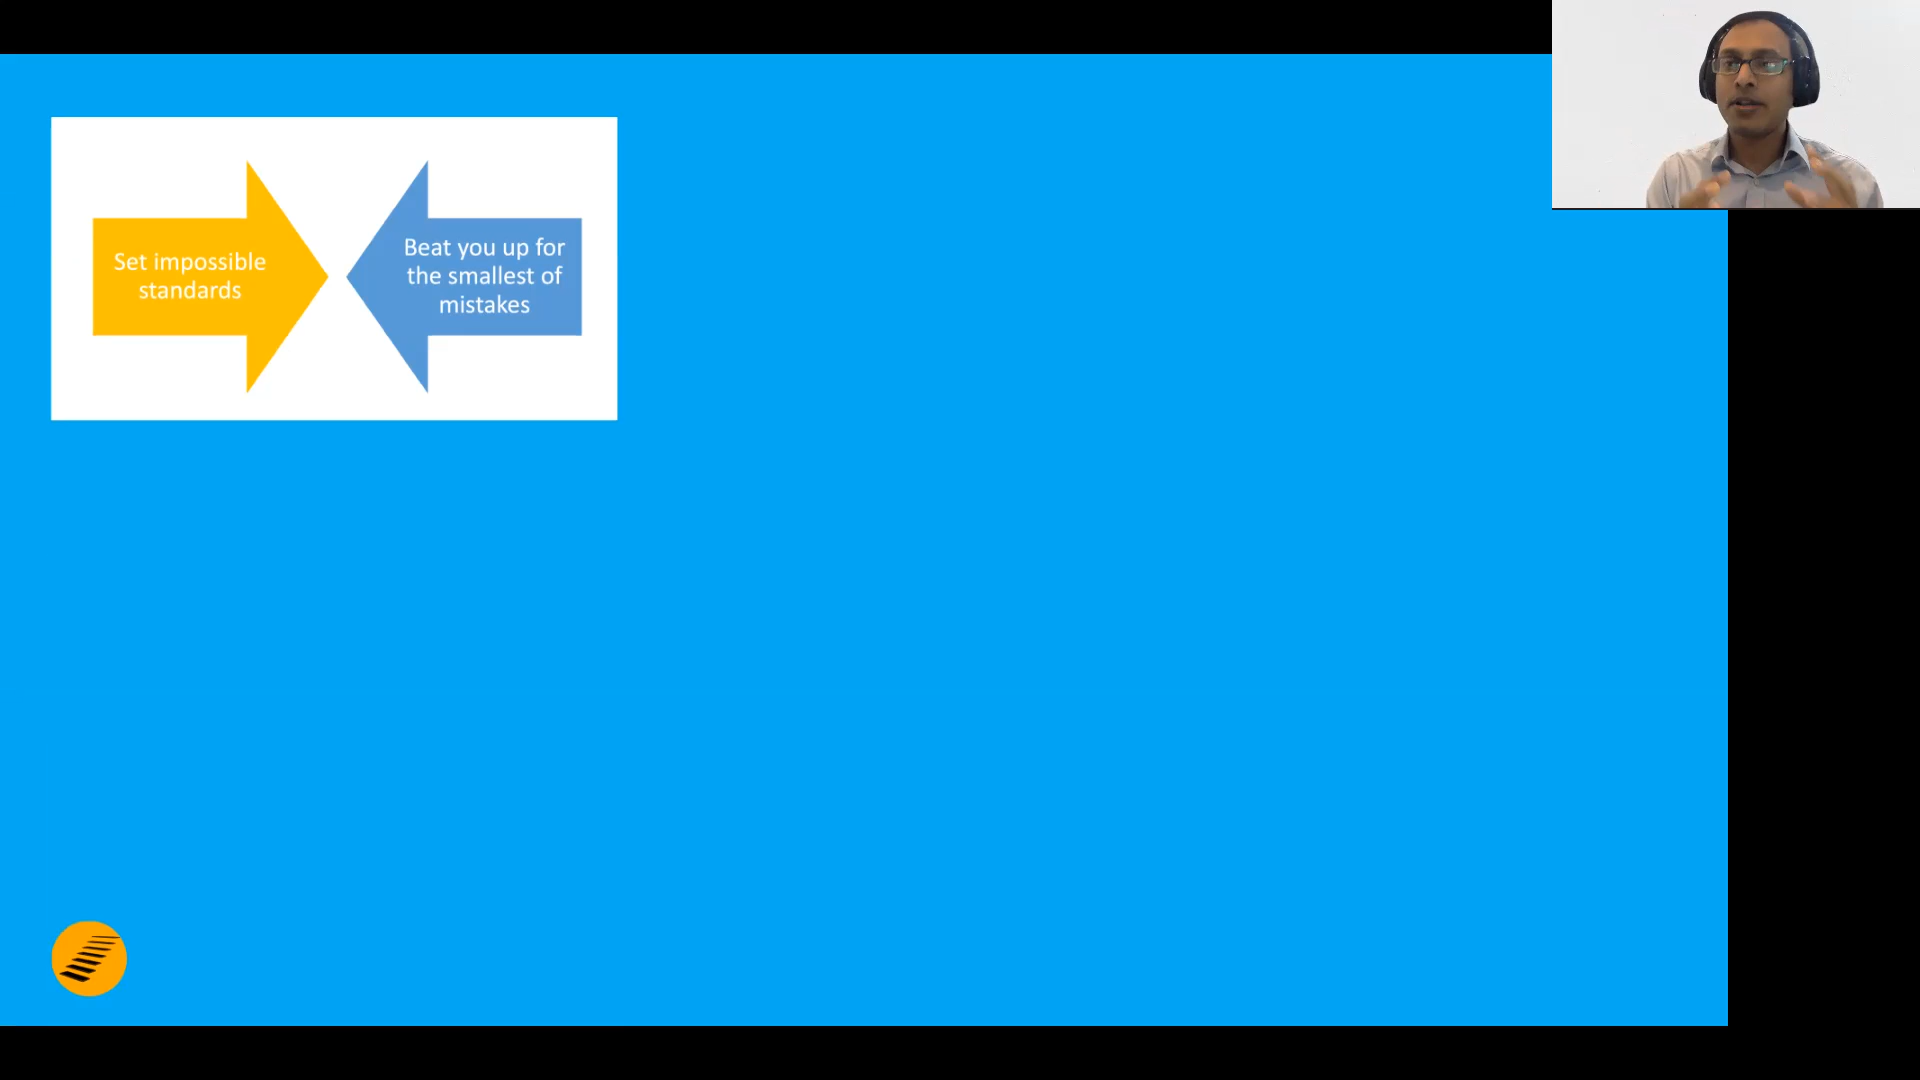 Set impossible
standards
Beat you up for
the smallest of
mistakes